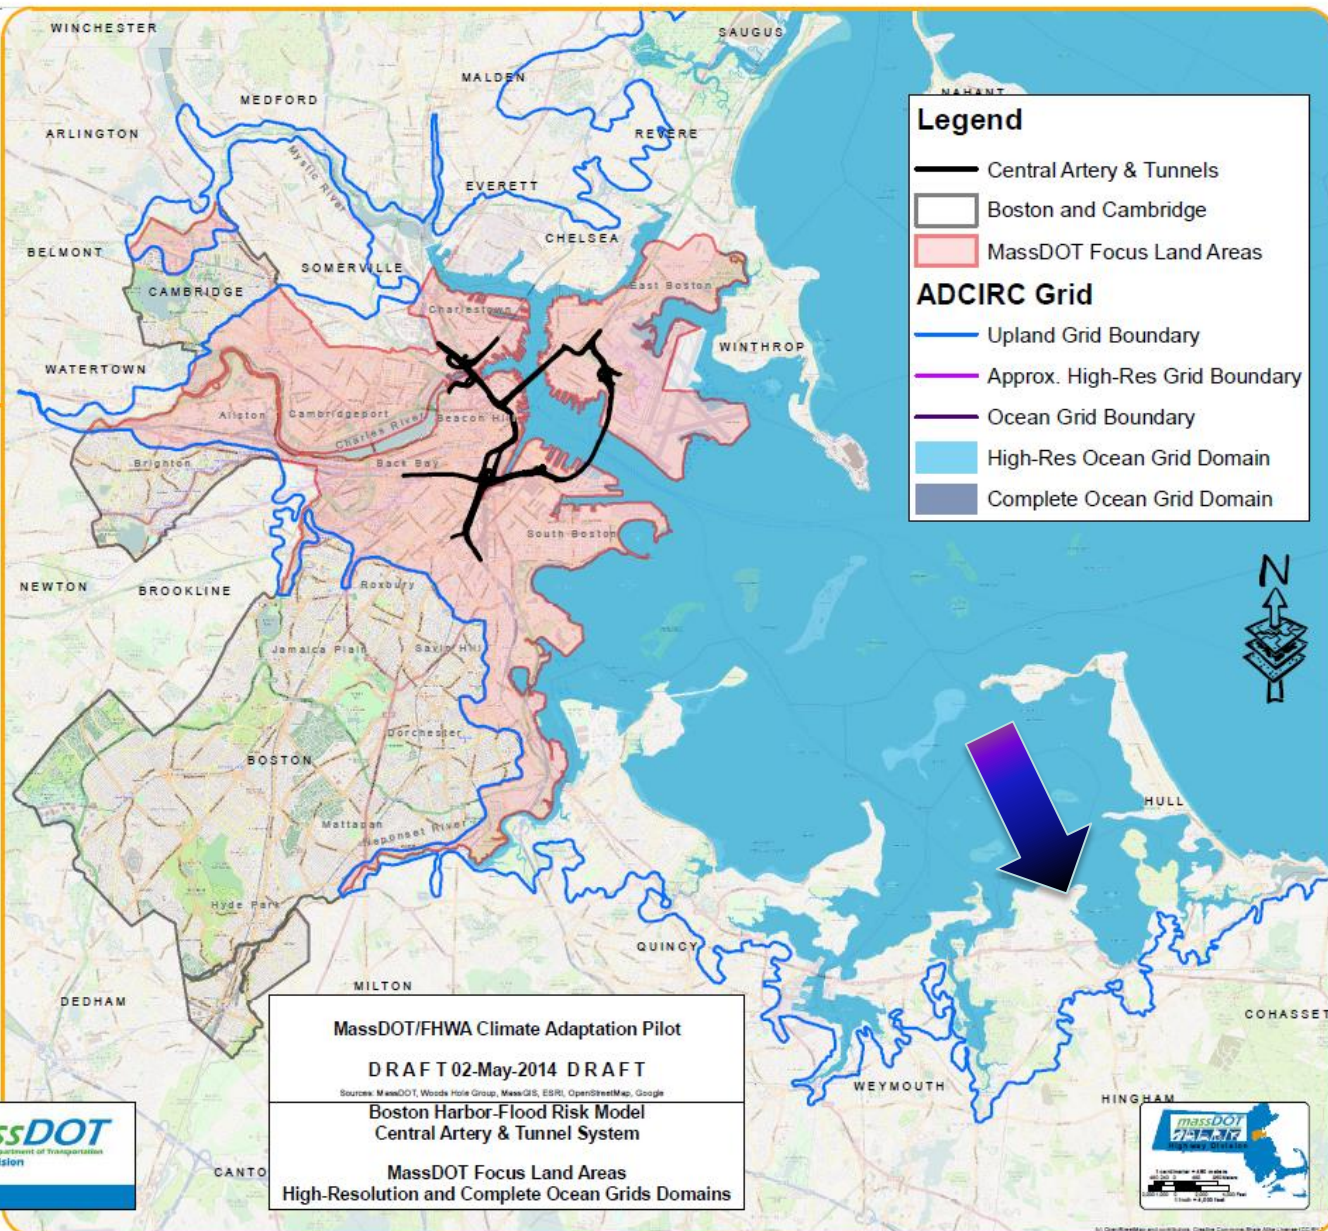 WINCHESTER
SAUGUS
MALDEN
MEDFORD
NAHANT
ARLINGTON
REVERE
Mystic River
EVERETT
CHELSEA
BELMONT
SOMERVILLE
CAMBRIDGE
East Boston
Charlestown
WINTHROP
WATERTOWN
Allston
Cambridgeport
Charles River
Beacon Hill
Brighton
Back Bay
South Boston
NEWTON
BROOKLINE
Roxbury
Jamaica Plain
Savin Hill
Dorchester
BOSTON
Mattapan
Neponset River
HULL
Hyde Park
QUINCY
DEDHAM
MILTON
COHASSET
WEYMOUTH
HINGHAM
CANTO
Legend
Central Artery & Tunnels
Boston and Cambridge
MassDOT Focus Land Areas
ADCIRC Grid
Upland Grid Boundary
Approx. High-Res Grid Boundary
Ocean Grid Boundary
High-Res Ocean Grid Domain
Complete Ocean Grid Domain
N
MassDOT/FHWA Climate Adaptation Pilot
D R A F T 02-May-2014 D R A F T
Sources: MassDOT, Woods Hole Group, MassGIS, ESRI, OpenStreetMap, Google
Boston Harbor-Flood Risk Model
Central Artery & Tunnel System
MassDOT Focus Land Areas
High-Resolution and Complete Ocean Grids Domains
ssDOT
partment of Transportation
ision
massDOT
Highway Division